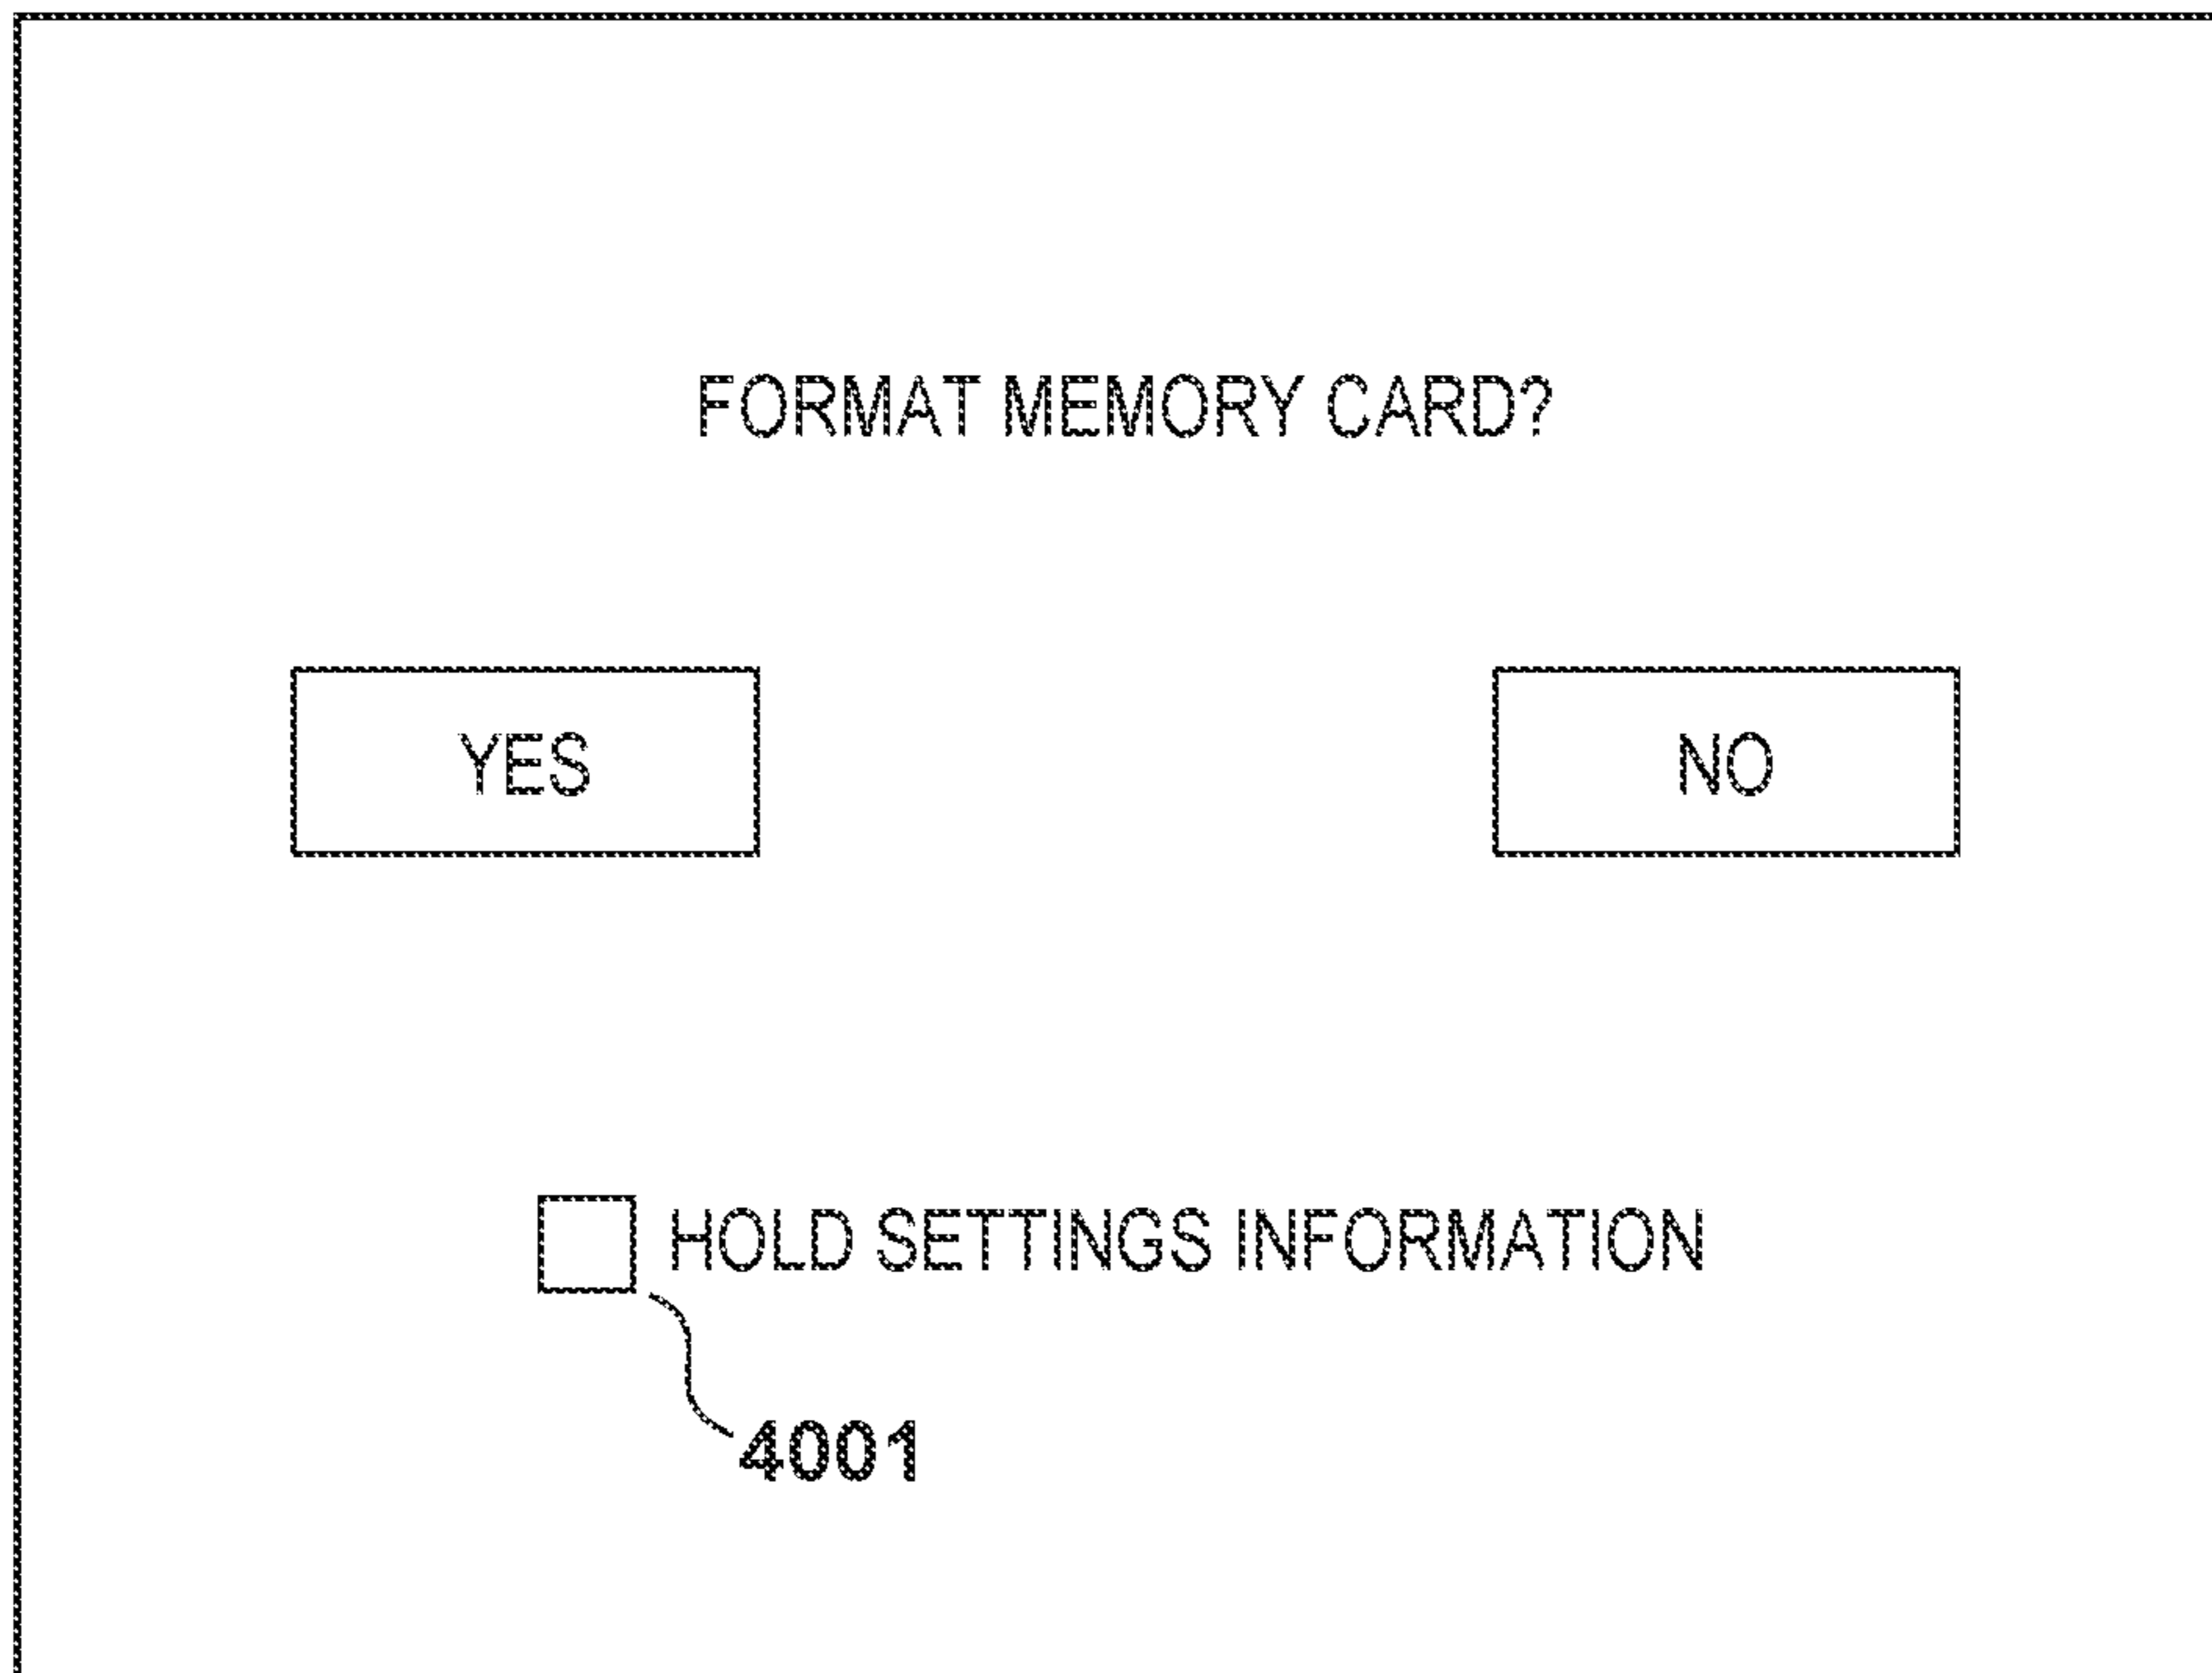 FORMAT MEMORY CARD?
YES
NO
HOLD SETTINGS INFORMATION
4001